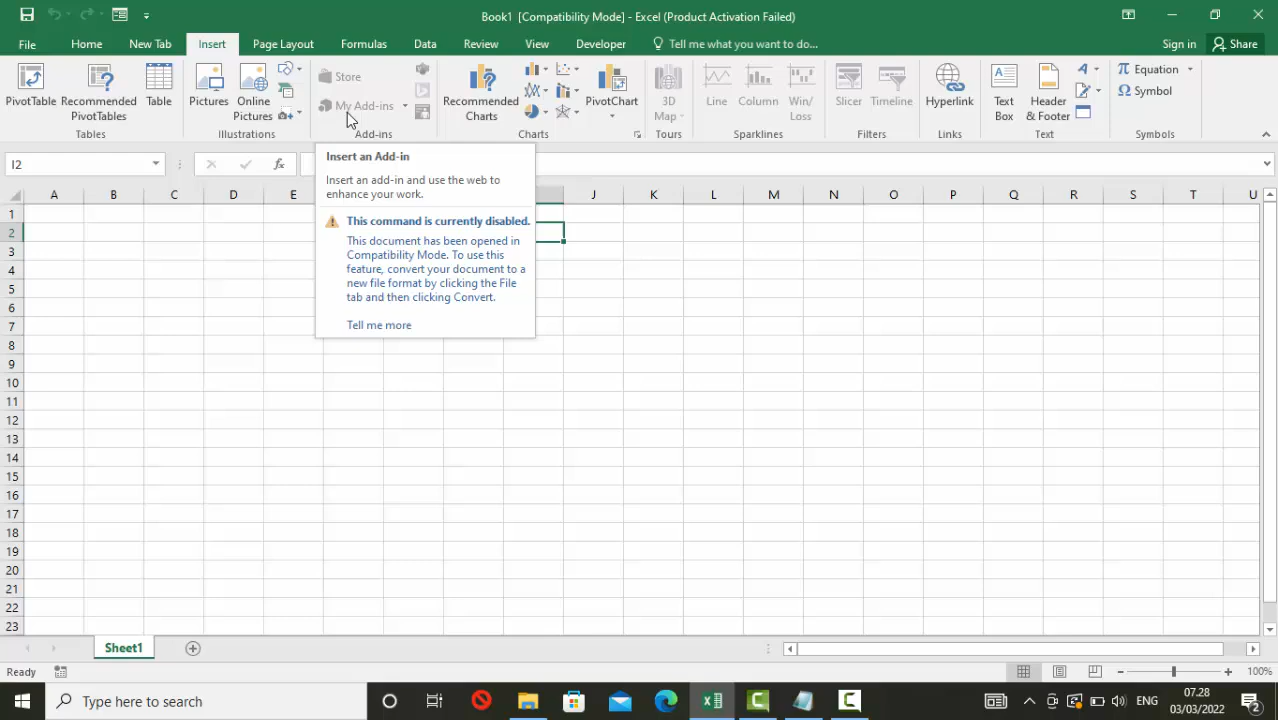 Book1 [Compatibility Mode] - Excel (Product Activation Failed)
File Home New Tab Insert Page Layout Formulas Data Review View Developer Tell me what you want to do... Sign in Share
PivotTable
Recommended
PivotTables
Table
Tables
Pictures
Online
Pictures
Illustrations
Store
My Add-ins
Add-ins
Recommended
Charts
PivotChart
Charts
3D
Map
Tours
Line
Column
Win/
Loss
Sparklines
Slicer
Timeline
Filters
Hyperlink
Links
Text
Box
Header
& Footer
Text
Equation
Symbol
Symbols
I2
fx
A B C D E J K L M N O P Q R S T U
1
2
3
4
5
6
7
8
9
10
11
12
13
14
15
16
17
18
19
20
21
22
23
Insert an Add-in
Insert an add-in and use the web to
enhance your work.
This command is currently disabled.
This document has been opened in
Compatibility Mode. To use this
feature, convert your document to a
new file format by clicking the File
tab and then clicking Convert.
Tell me more
Sheet1
Ready
100%
Type here to search
ENG
07.28
03/03/2022
2